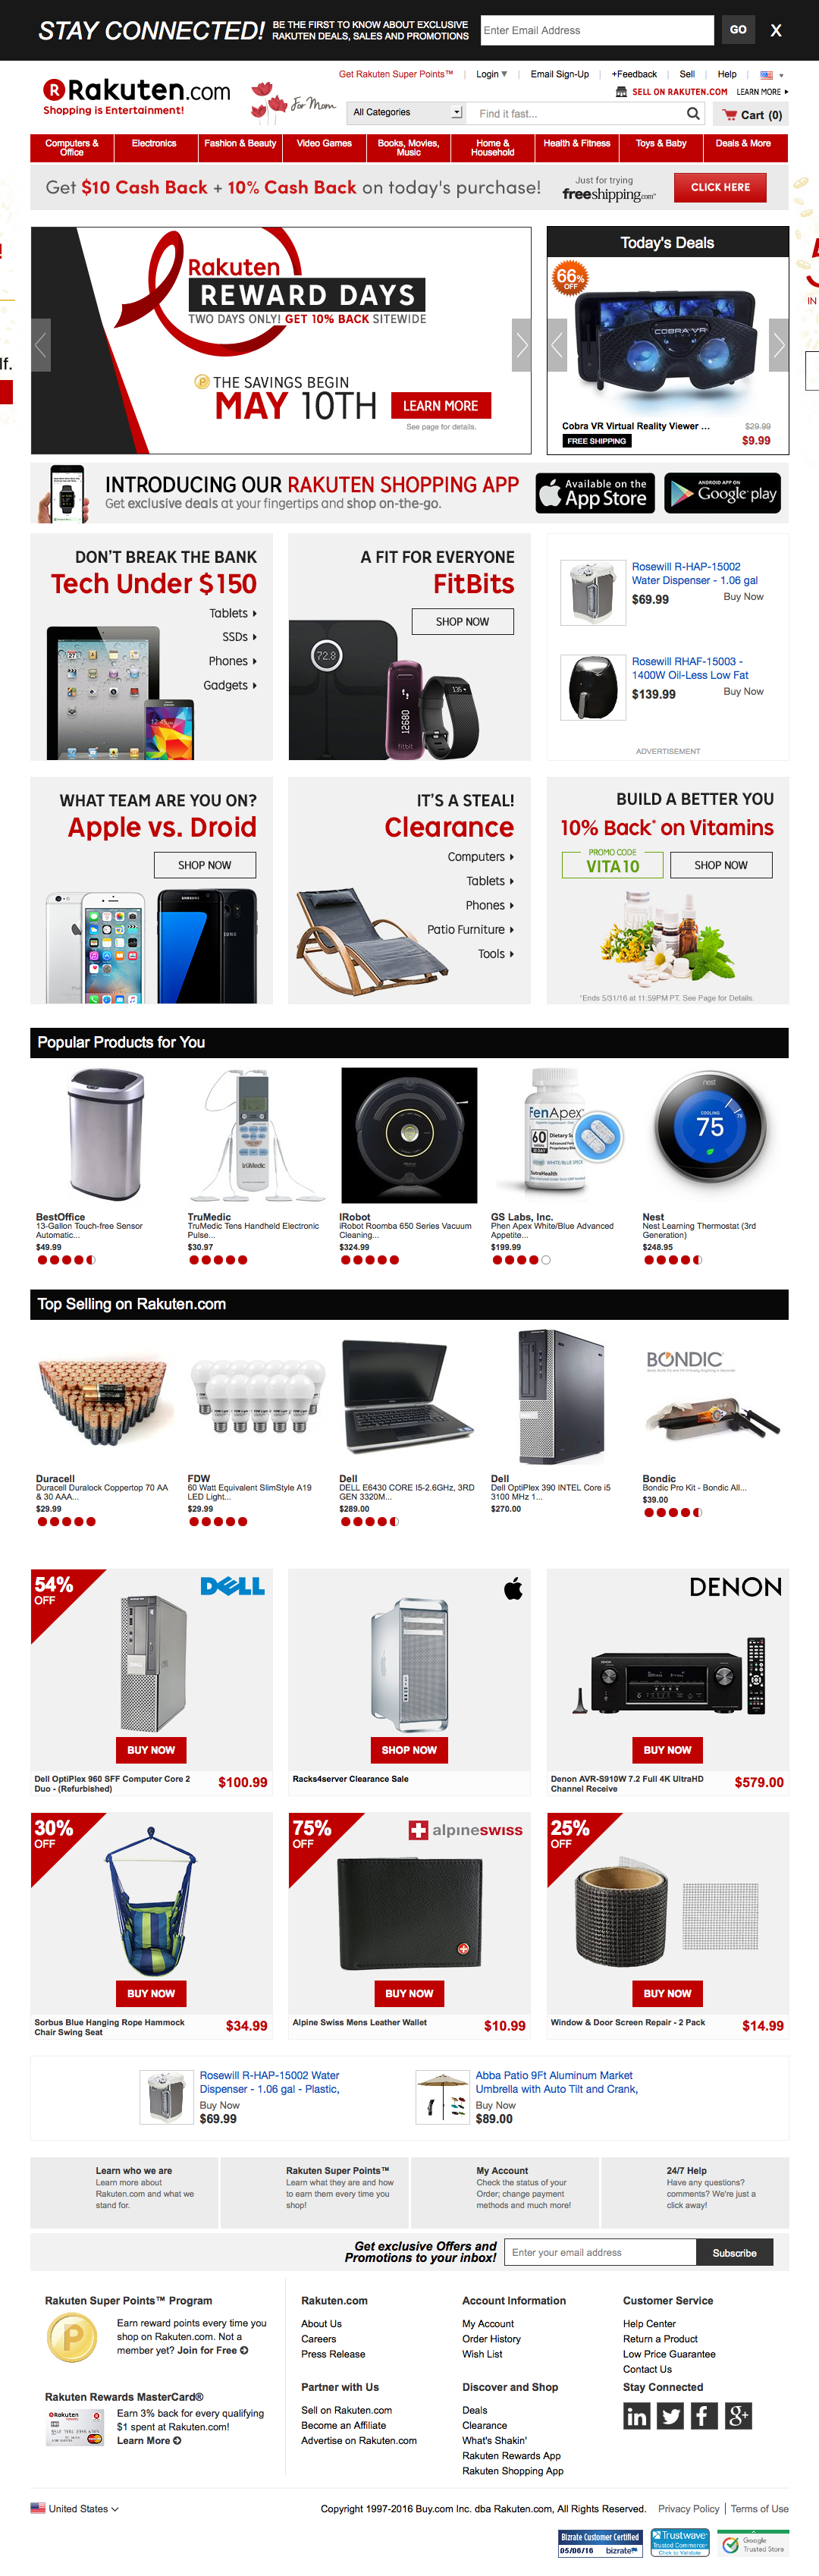 STAY CONNECTED!
BE THE FIRST TO KNOW ABOUT EXCLUSIVE
RAKUTEN DEALS, SALES AND PROMOTIONS
Enter Email Address
GO
X
Get Rakuten Super Points™
Login
Email Sign-Up
+Feedback
Sell
Help
Rakuten.com
Shopping is Entertainment!
For Mom
SELL ON RAKUTEN.COM
LEARN MORE
All Categories
Find it fast...
Cart (0)
Computers &
Office
Electronics
Fashion & Beauty
Video Games
Books, Movies,
Music
Home &
Household
Health & Fitness
Toys & Baby
Deals & More
Get $10 Cash Back + 10% Cash Back on today's purchase!
Just for trying
freeshipping.com
CLICK HERE
Rakuten
REWARD DAYS
TWO DAYS ONLY! GET 10% BACK SITEWIDE
THE SAVINGS BEGIN
MAY 10TH
LEARN MORE
See page for details.
Today's Deals
66%
OFF
COBRA VR
Cobra VR Virtual Reality Viewer ...
$29.99
FREE SHIPPING
$9.99
lf.
IN
INTRODUCING OUR RAKUTEN SHOPPING APP
Get exclusive deals at your fingertips and shop on-the-go.
Available on the
App Store
ANDROID APP ON
Google play
DON'T BREAK THE BANK
Tech Under $150
Tablets
SSDs
Phones
Gadgets
A FIT FOR EVERYONE
FitBits
SHOP NOW
72.8
12680
fitbit
135
Rosewill R-HAP-15002
Water Dispenser - 1.06 gal
$69.99
Buy Now
Rosewill RHAF-15003 -
1400W Oil-Less Low Fat
$139.99
Buy Now
ADVERTISEMENT
WHAT TEAM ARE YOU ON?
Apple vs. Droid
SHOP NOW
SAMSUNG
IT'S A STEAL!
Clearance
Computers
Tablets
Phones
Patio Furniture
Tools
BUILD A BETTER YOU
10% Back* on Vitamins
PROMO CODE
VITA10
SHOP NOW
*Ends 5/31/16 at 11:59PM PT. See Page for Details.
Popular Products for You
truMedic
FenApex
60
nest
COOLING
75
BestOffice
13-Gallon Touch-free Sensor
Automatic...
$49.99
TruMedic
TruMedic Tens Handheld Electronic
Pulse...
$30.97
IRobot
iRobot Roomba 650 Series Vacuum
Cleaning...
$324.99
GS Labs, Inc.
Phen Apex White/Blue Advanced
Appetite...
$199.99
Nest
Nest Learning Thermostat (3rd
Generation)
$248.95
Top Selling on Rakuten.com
BONDIC
Duracell
Duracell Duralock Coppertop 70 AA
& 30 AAA...
$29.99
FDW
60 Watt Equivalent SlimStyle A19
LED Light...
$29.99
Dell
DELL E6430 CORE I5-2.6GHz, 3RD
GEN 3320M...
$289.00
Dell
Dell OptiPlex 390 INTEL Core i5
3100 MHz 1...
$270.00
Bondic
Bondic Pro Kit - Bondic All...
$39.00
54%
OFF
DELL
BUY NOW
Dell OptiPlex 960 SFF Computer Core 2
Duo - (Refurbished)
$100.99
SHOP NOW
Racks4server Clearance Sale
DENON
BUY NOW
Denon AVR-S910W 7.2 Full 4K UltraHD
Channel Receive
$579.00
30%
OFF
BUY NOW
Sorbus Blue Hanging Rope Hammock
Chair Swing Seat
$34.99
75%
OFF
alpineswiss
BUY NOW
Alpine Swiss Mens Leather Wallet
$10.99
25%
OFF
BUY NOW
Window & Door Screen Repair - 2 Pack
$14.99
Rosewill R-HAP-15002 Water
Dispenser - 1.06 gal - Plastic,
Buy Now
$69.99
Abba Patio 9Ft Aluminum Market
Umbrella with Auto Tilt and Crank,
Buy Now
$89.00
Learn who we are
Learn more about
Rakuten.com and what we
stand for.
Rakuten Super Points™
Learn what they are and how
to earn them every time you
shop!
My Account
Check the status of your
Order; change payment
methods and much more!
24/7 Help
Have any questions?
comments? We're just a
click away!
Get exclusive Offers and
Promotions to your inbox!
Enter your email address
Subscribe
Rakuten Super Points™ Program
Earn reward points every time you
shop on Rakuten.com. Not a
member yet? Join for Free
Rakuten Rewards MasterCard®
Earn 3% back for every qualifying
$1 spent at Rakuten.com!
Learn More
Rakuten.com
About Us
Careers
Press Release
Partner with Us
Sell on Rakuten.com
Become an Affiliate
Advertise on Rakuten.com
Account Information
My Account
Order History
Wish List
Discover and Shop
Deals
Clearance
What's Shakin'
Rakuten Rewards App
Rakuten Shopping App
Customer Service
Help Center
Return a Product
Low Price Guarantee
Contact Us
Stay Connected
United States
Copyright 1997-2016 Buy.com Inc. dba Rakuten.com, All Rights Reserved.
Privacy Policy
Terms of Use
Bizrate Customer Certified
05/06/16
bizrate
Trustwave
Trusted Commerce
Click to Validate
Google
Trusted Store